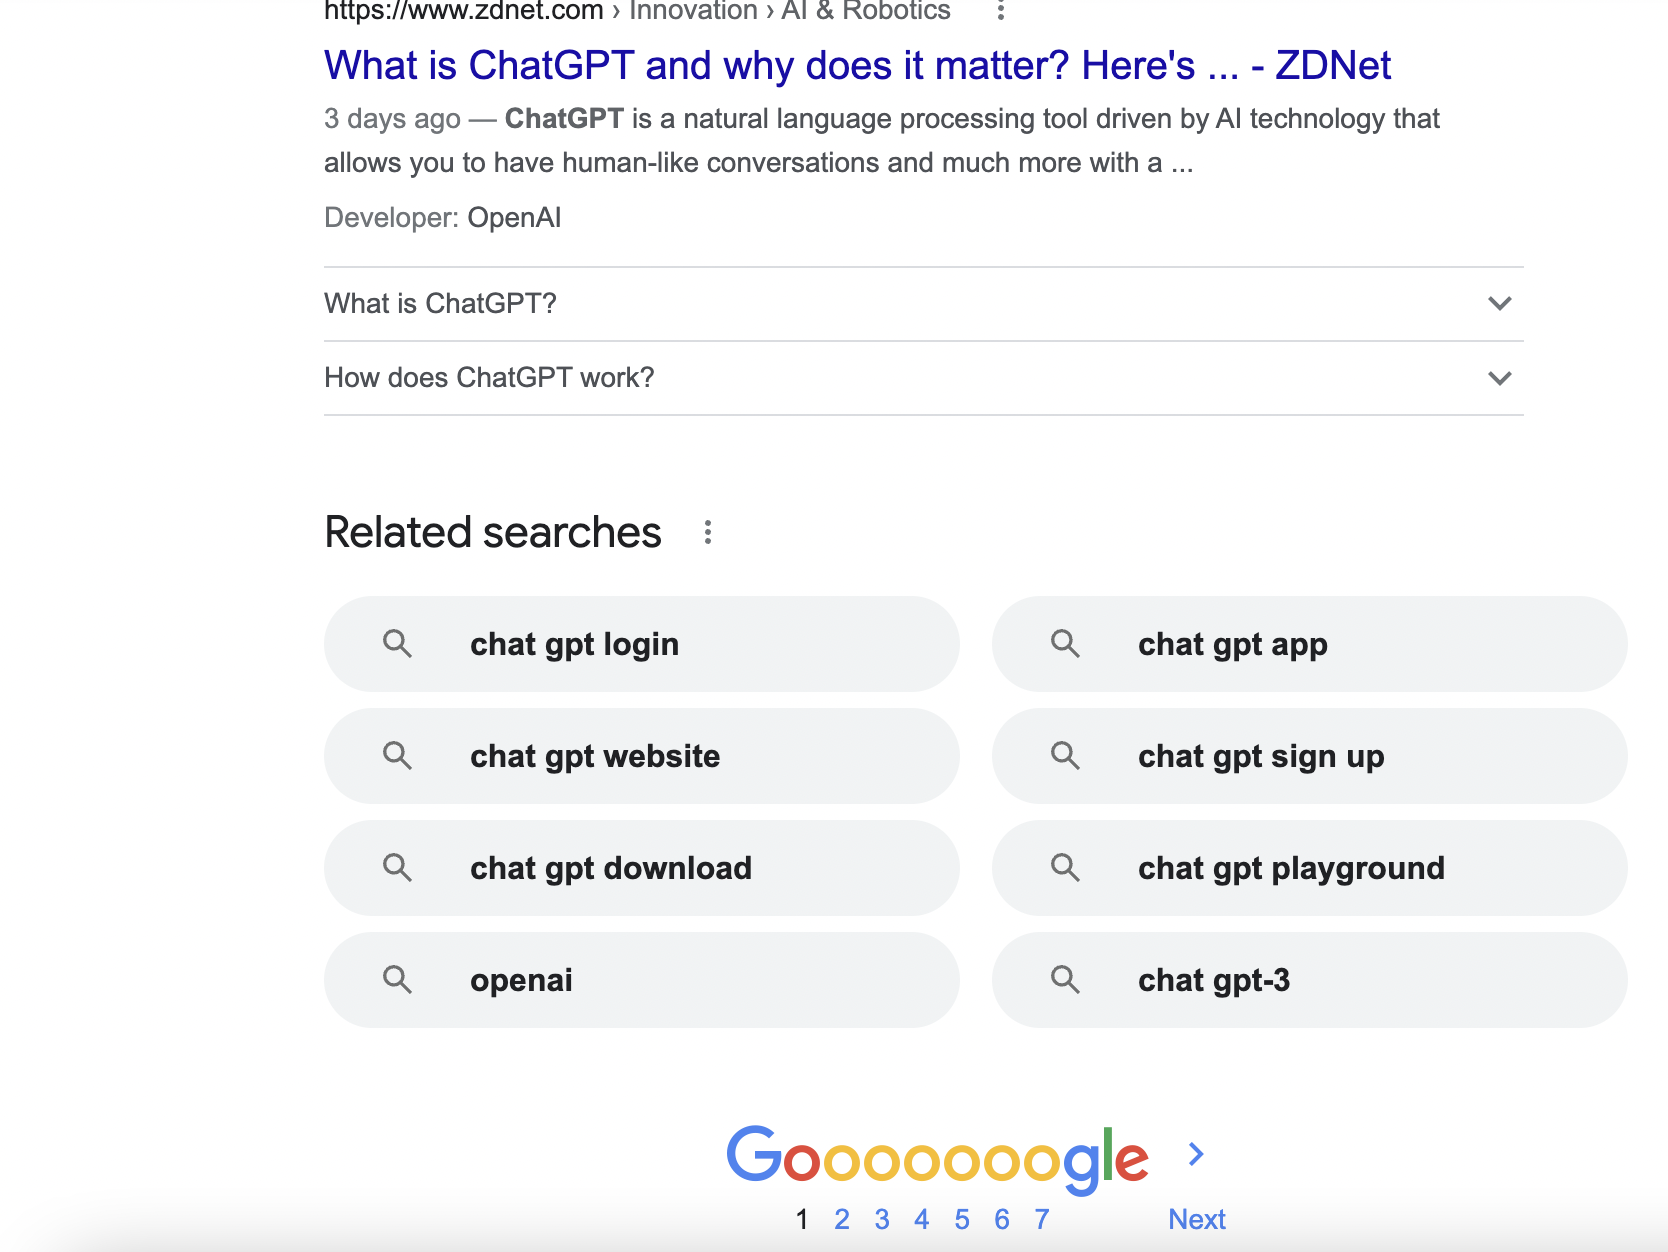 https://www.zdnet.com › Innovation › AI & Robotics
What is ChatGPT and why does it matter? Here's ... - ZDNet
3 days ago — ChatGPT is a natural language processing tool driven by AI technology that
allows you to have human-like conversations and much more with a ...
Developer: OpenAI
What is ChatGPT?
How does ChatGPT work?
Related searches
chat gpt login
chat gpt app
chat gpt website
chat gpt sign up
chat gpt download
chat gpt playground
openai
chat gpt-3
Gooooooogle
1 2 3 4 5 6 7 Next